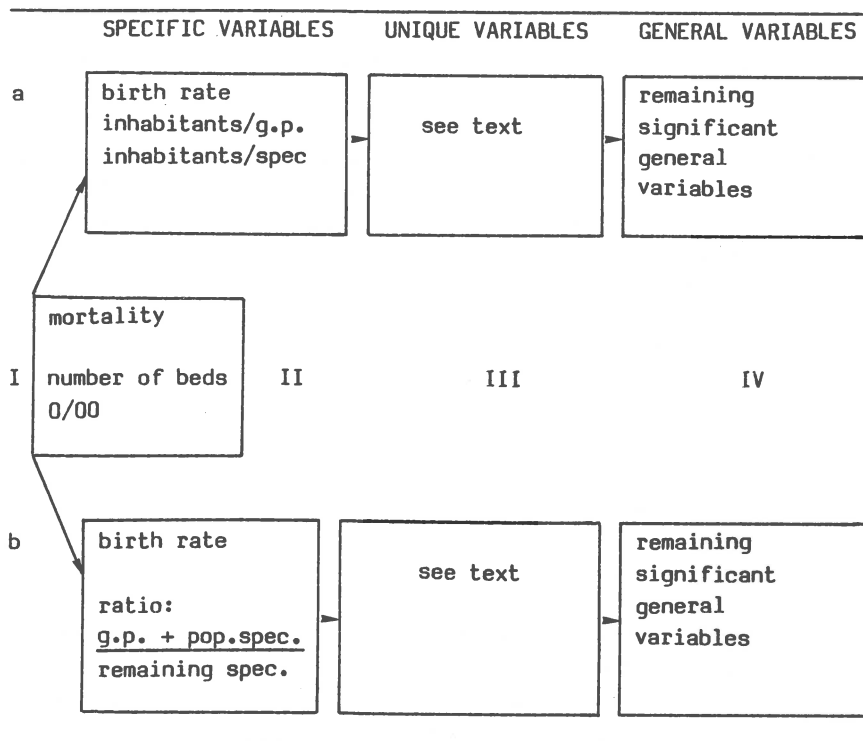 SPECIFIC VARIABLES UNIQUE VARIABLES GENERAL VARIABLES
a
birth rate
inhabitants/g.p.
inhabitants/spec
see text
remaining
significant
general
variables
mortality
I number of beds II III IV
0/00
b
birth rate
ratio:
g.p. + pop.spec.
remaining spec.
see text
remaining
significant
general
variables